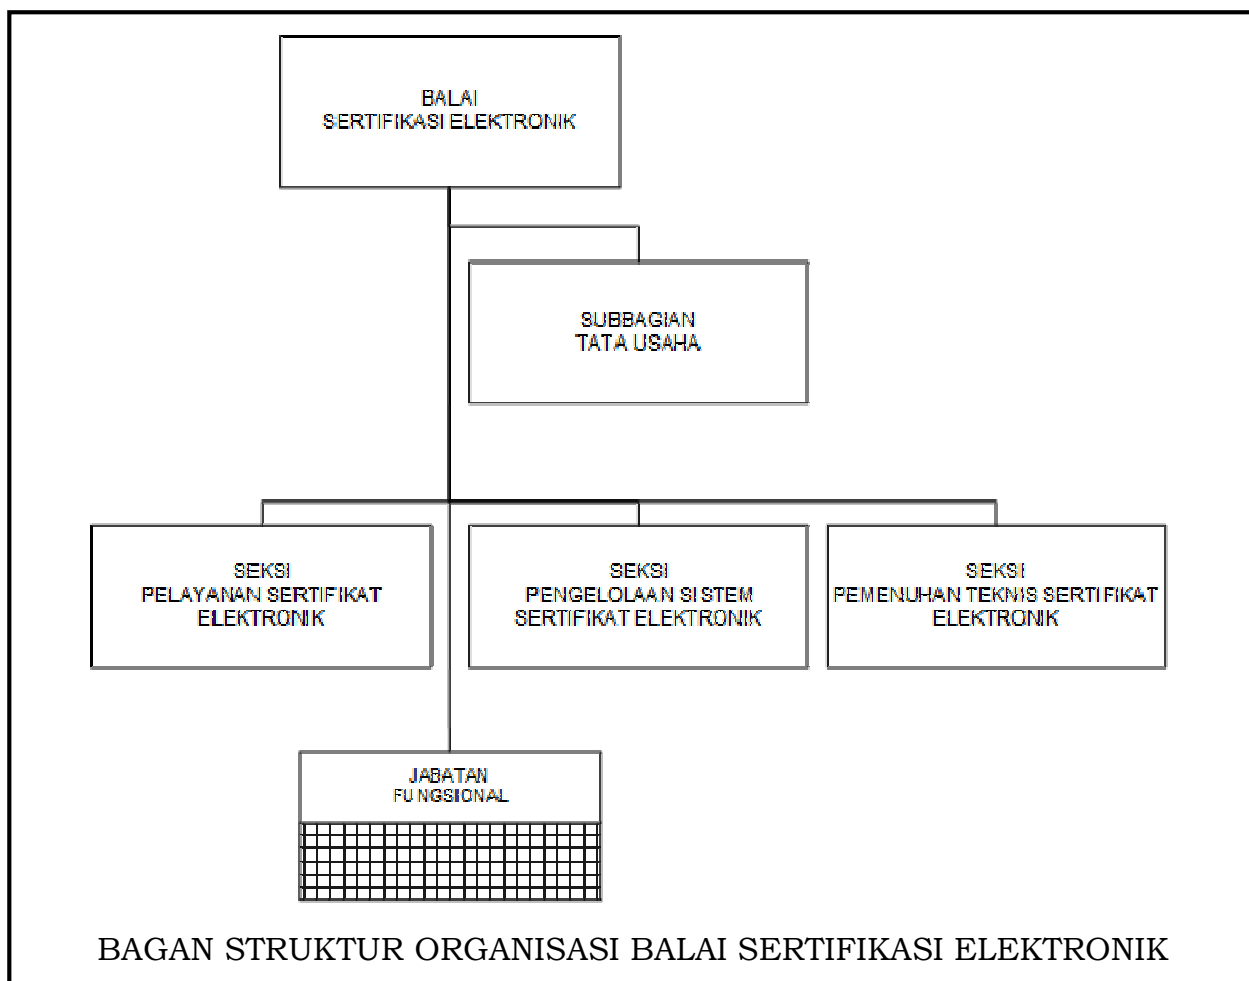 BALAI
SERTIFIKASI ELEKTRONIK
SUBBAGIAN
TATA USAHA
SEKSI
PELAYANAN SERTIFIKAT
ELEKTRONIK
SEKSI
PENGELOLAAN SISTEM
SERTIFIKAT ELEKTRONIK
SEKSI
PEMENUHAN TEKNIS SERTIFIKAT
ELEKTRONIK
JABATAN
FUNGSIONAL
BAGAN STRUKTUR ORGANISASI BALAI SERTIFIKASI ELEKTRONIK